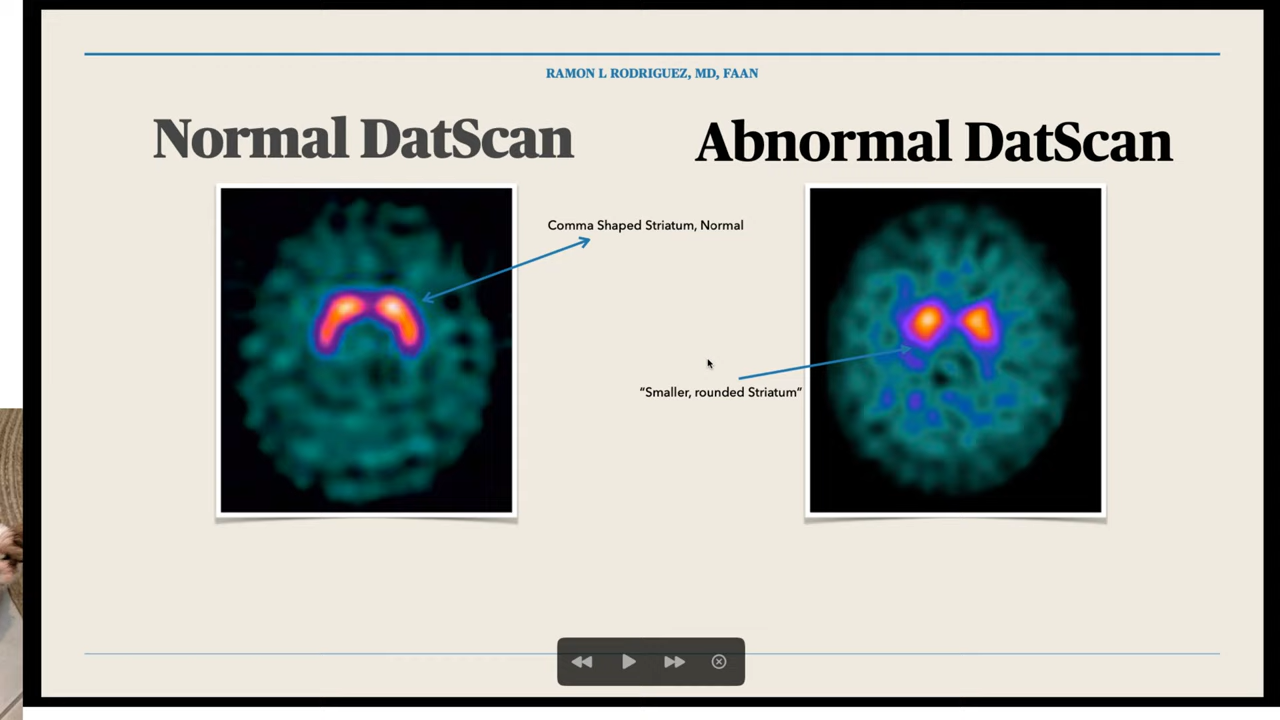 RAMON L RODRIGUEZ, MD, FAAN
Normal DatScan
Abnormal DatScan
Comma Shaped Striatum, Normal
“Smaller, rounded Striatum”